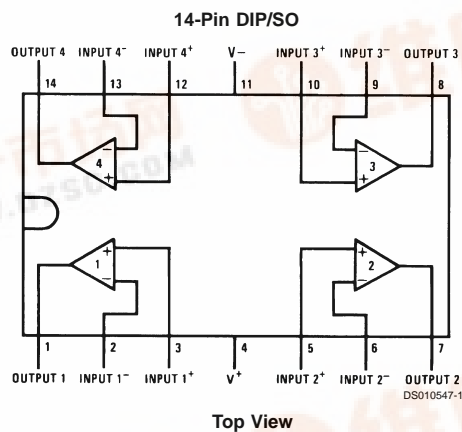 14-Pin DIP/SO
OUTPUT 4 INPUT 4⁻ INPUT 4⁺ V− INPUT 3⁺ INPUT 3⁻ OUTPUT 3
14 13 12 11 10 9 8
− −
4 3
+ +
+ +
1 2
− −
1 2 3 4 5 6 7
OUTPUT 1 INPUT 1⁻ INPUT 1⁺ V⁺ INPUT 2⁺ INPUT 2⁻ OUTPUT 2
DS010547-1
Top View